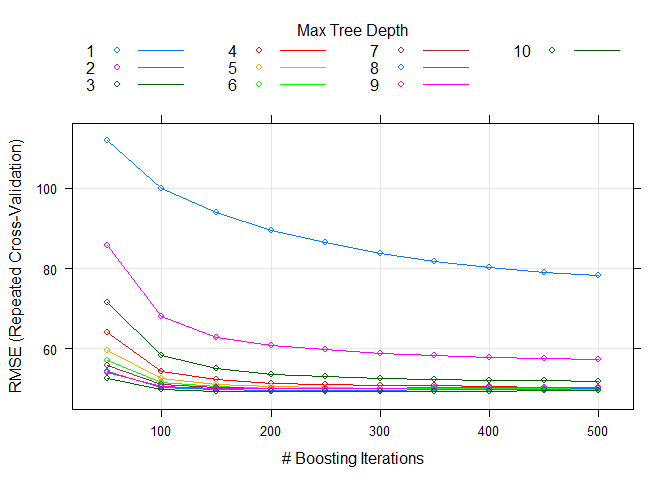 Max Tree Depth
1 4 7 10
2 5 8
3 6 9
RMSE (Repeated Cross-Validation)
100
80
60
100 200 300 400 500
# Boosting Iterations